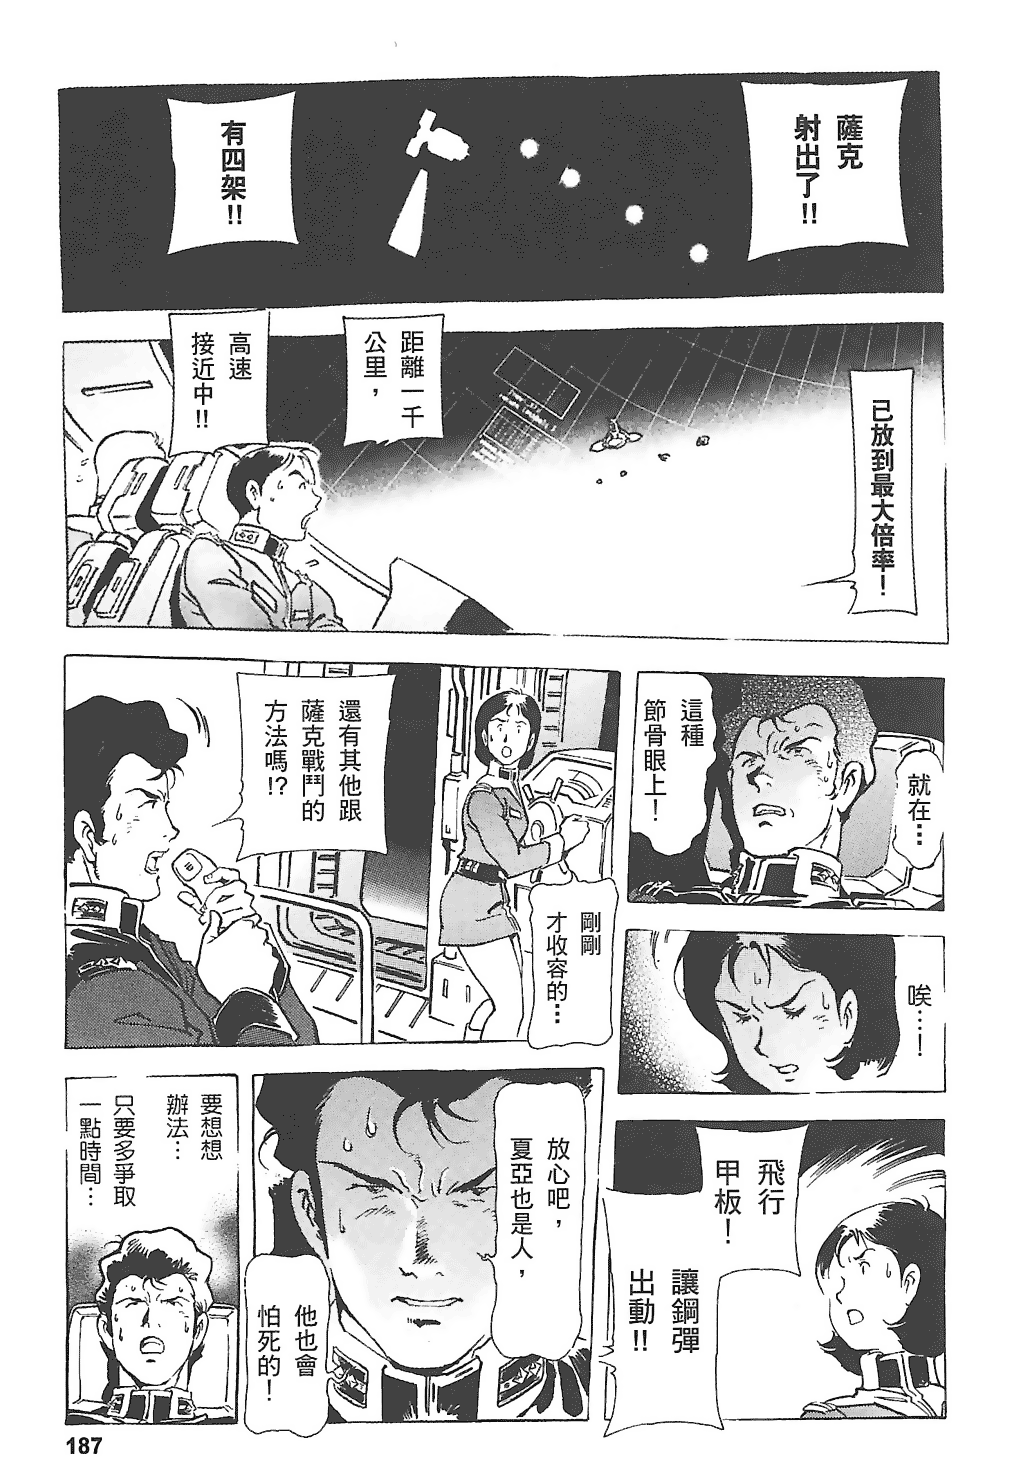 薩克
射出了!!
有四架!!
已放到最大倍率！
距離一千
公里，
高速
接近中!!
就在…
這種
節骨眼上！
唉…！
剛剛
才收容的…
還有其他跟
薩克戰鬥的
方法嗎!?
飛行
甲板！
讓鋼彈
出動!!
放心吧，
夏亞也是人，
他也會
怕死的！
要想想
辦法…
只要多爭取
一點時間…
187